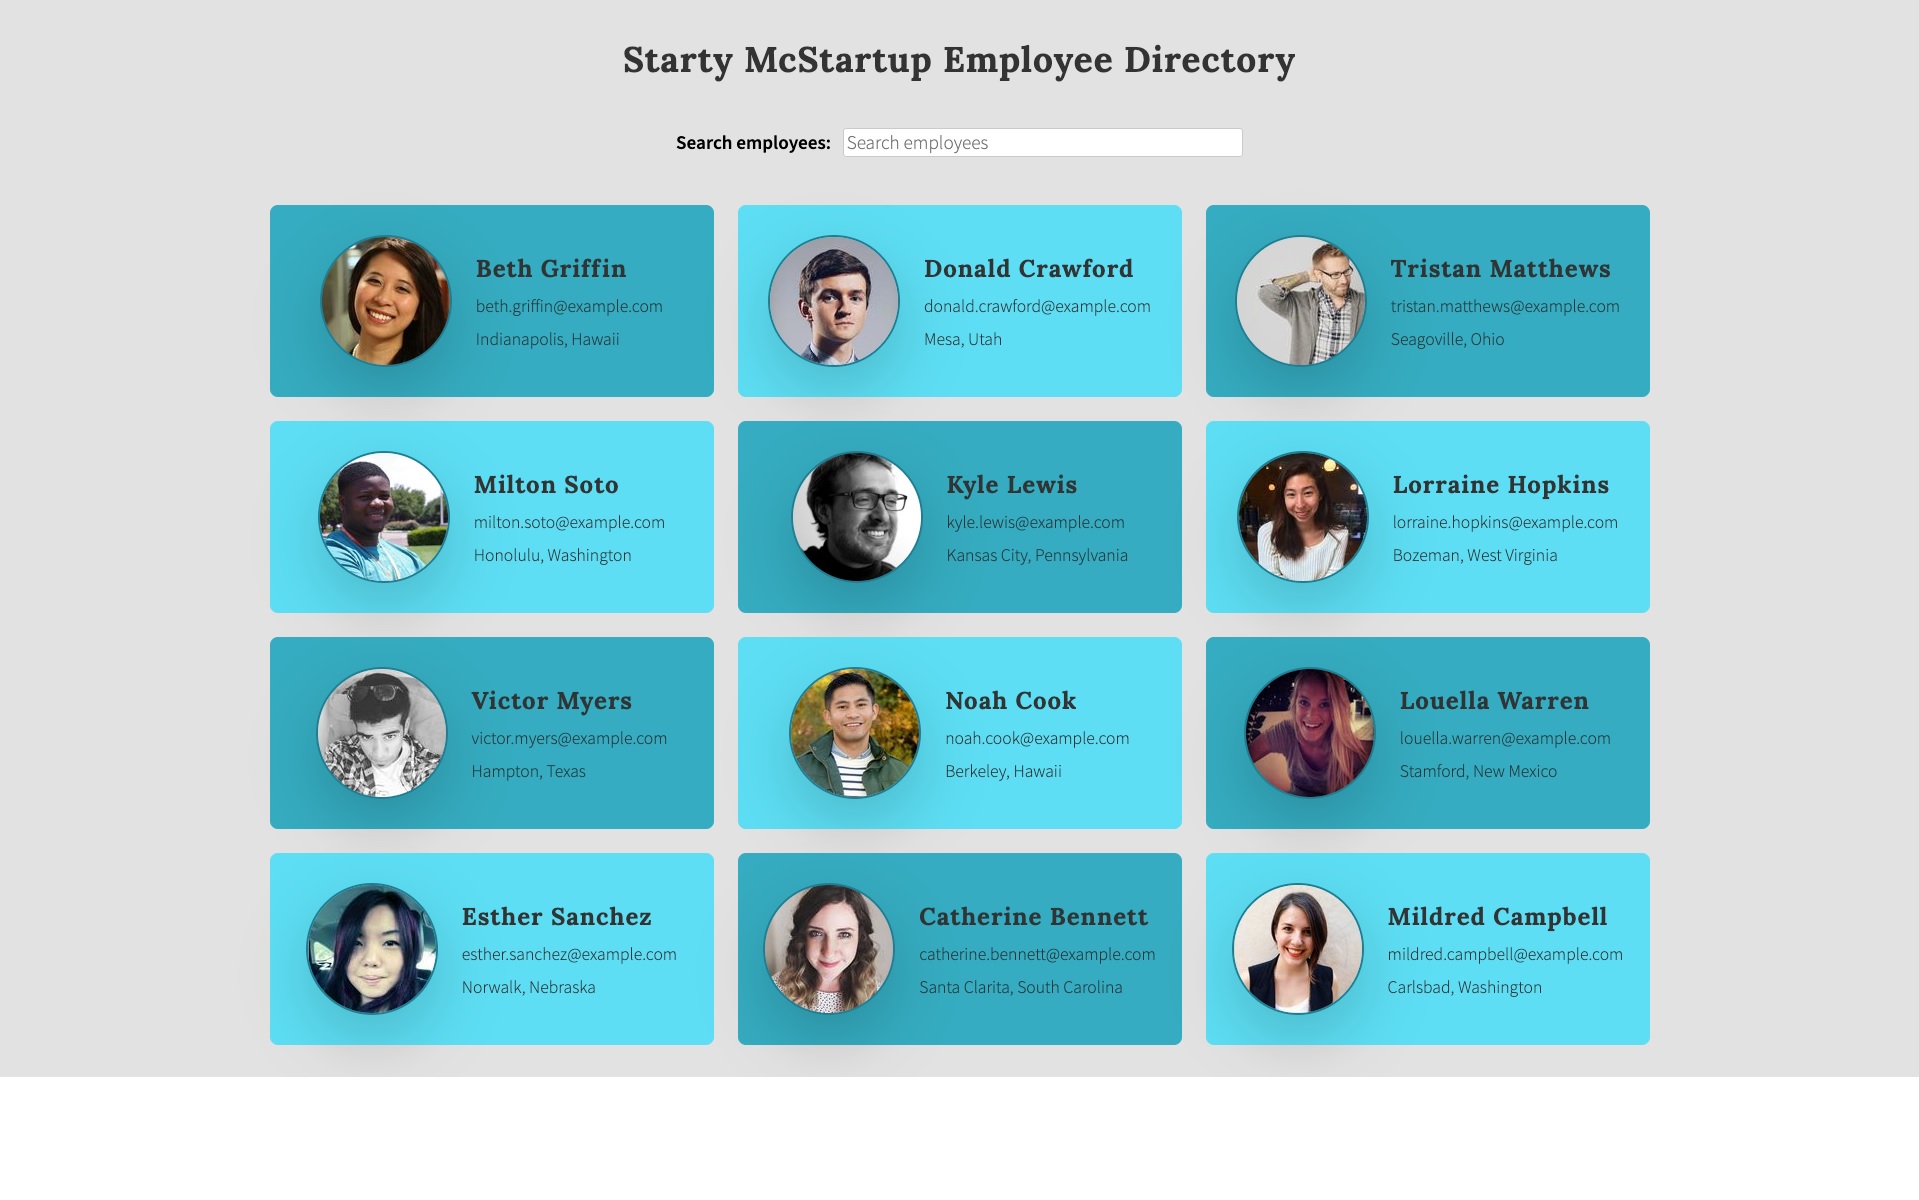 Starty McStartup Employee Directory
Search employees: Search employees
Beth Griffin
beth.griffin@example.com
Indianapolis, Hawaii
Donald Crawford
donald.crawford@example.com
Mesa, Utah
Tristan Matthews
tristan.matthews@example.com
Seagoville, Ohio
Milton Soto
milton.soto@example.com
Honolulu, Washington
Kyle Lewis
kyle.lewis@example.com
Kansas City, Pennsylvania
Lorraine Hopkins
lorraine.hopkins@example.com
Bozeman, West Virginia
Victor Myers
victor.myers@example.com
Hampton, Texas
Noah Cook
noah.cook@example.com
Berkeley, Hawaii
Louella Warren
louella.warren@example.com
Stamford, New Mexico
Esther Sanchez
esther.sanchez@example.com
Norwalk, Nebraska
Catherine Bennett
catherine.bennett@example.com
Santa Clarita, South Carolina
Mildred Campbell
mildred.campbell@example.com
Carlsbad, Washington